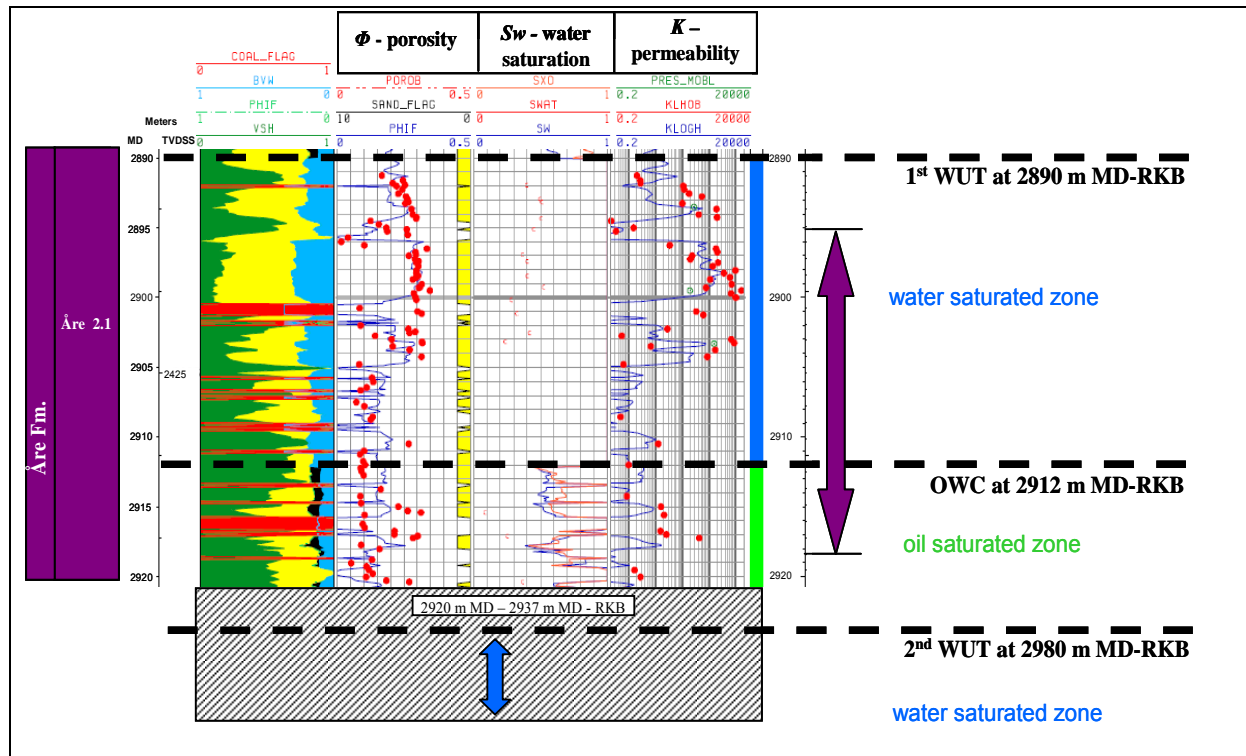 Φ - porosity
Sw - water
saturation
K –
permeability
COAL_FLAG
0 1
BVW
1 0
PHIF
1 0
VSH
0 1
POROB
0 0.5
SAND_FLAG
10 0
PHIF
0 0.5
SXO
0 1
SWAT
0 1
SW
0 1
PRES_MOBL
0.2 20000
KLHOB
0.2 20000
KLOGH
0.2 20000
Meters
MD TVDSS
2890
2895
2900
2905
2425
2910
2915
2920
Åre Fm.
Åre 2.1
2890
2895
2900
2910
2920
1st WUT at 2890 m MD-RKB
water saturated zone
OWC at 2912 m MD-RKB
oil saturated zone
2920 m MD – 2937 m MD - RKB
2nd WUT at 2980 m MD-RKB
water saturated zone